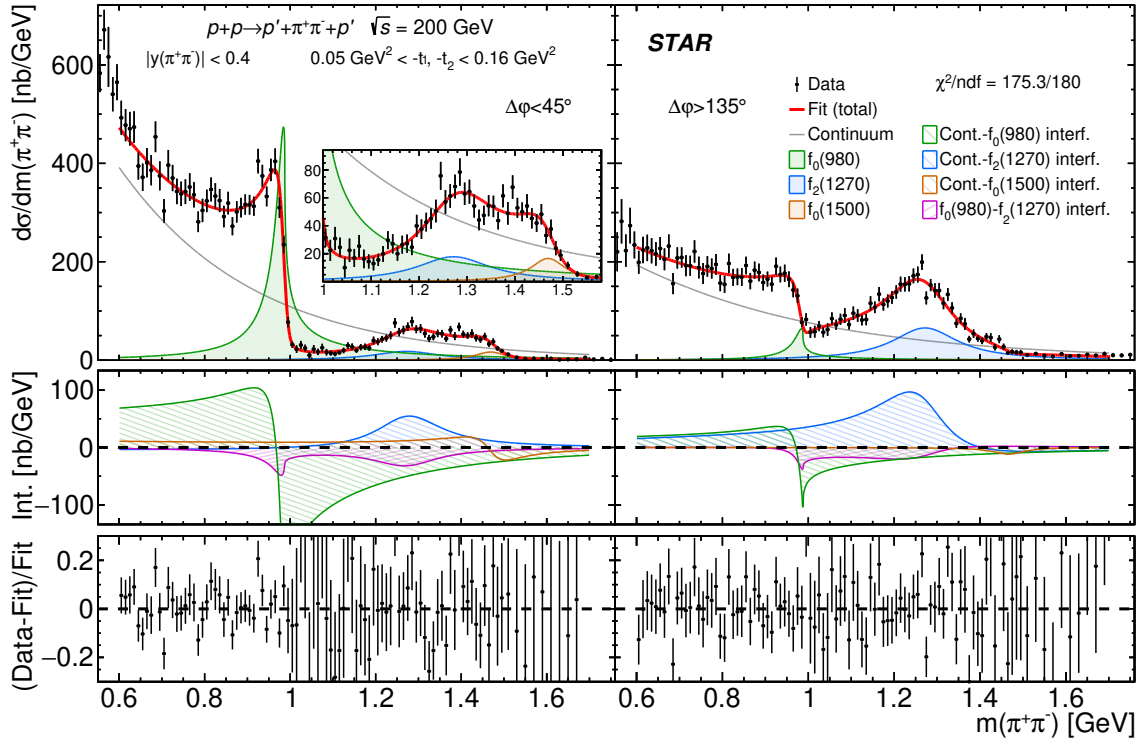 p+p→p′+π⁺π⁻+p′ √s = 200 GeV
|y(π⁺π⁻)| < 0.4 0.05 GeV² < -t₁, -t₂ < 0.16 GeV²
Δφ<45°
dσ/dm(π⁺π⁻) [nb/GeV]
600
400
200
0
80
60
40
20
1 1.1 1.2 1.3 1.4 1.5
STAR
Δφ>135°
χ²/ndf = 175.3/180
Data
Fit (total)
Continuum
f₀(980)
f₂(1270)
f₀(1500)
Cont.-f₀(980) interf.
Cont.-f₂(1270) interf.
Cont.-f₀(1500) interf.
f₀(980)-f₂(1270) interf.
Int. [nb/GeV]
100
0
−100
(Data-Fit)/Fit
0.2
0
−0.2
0.6 0.8 1 1.2 1.4 1.6
0.6 0.8 1 1.2 1.4 1.6
m(π⁺π⁻) [GeV]